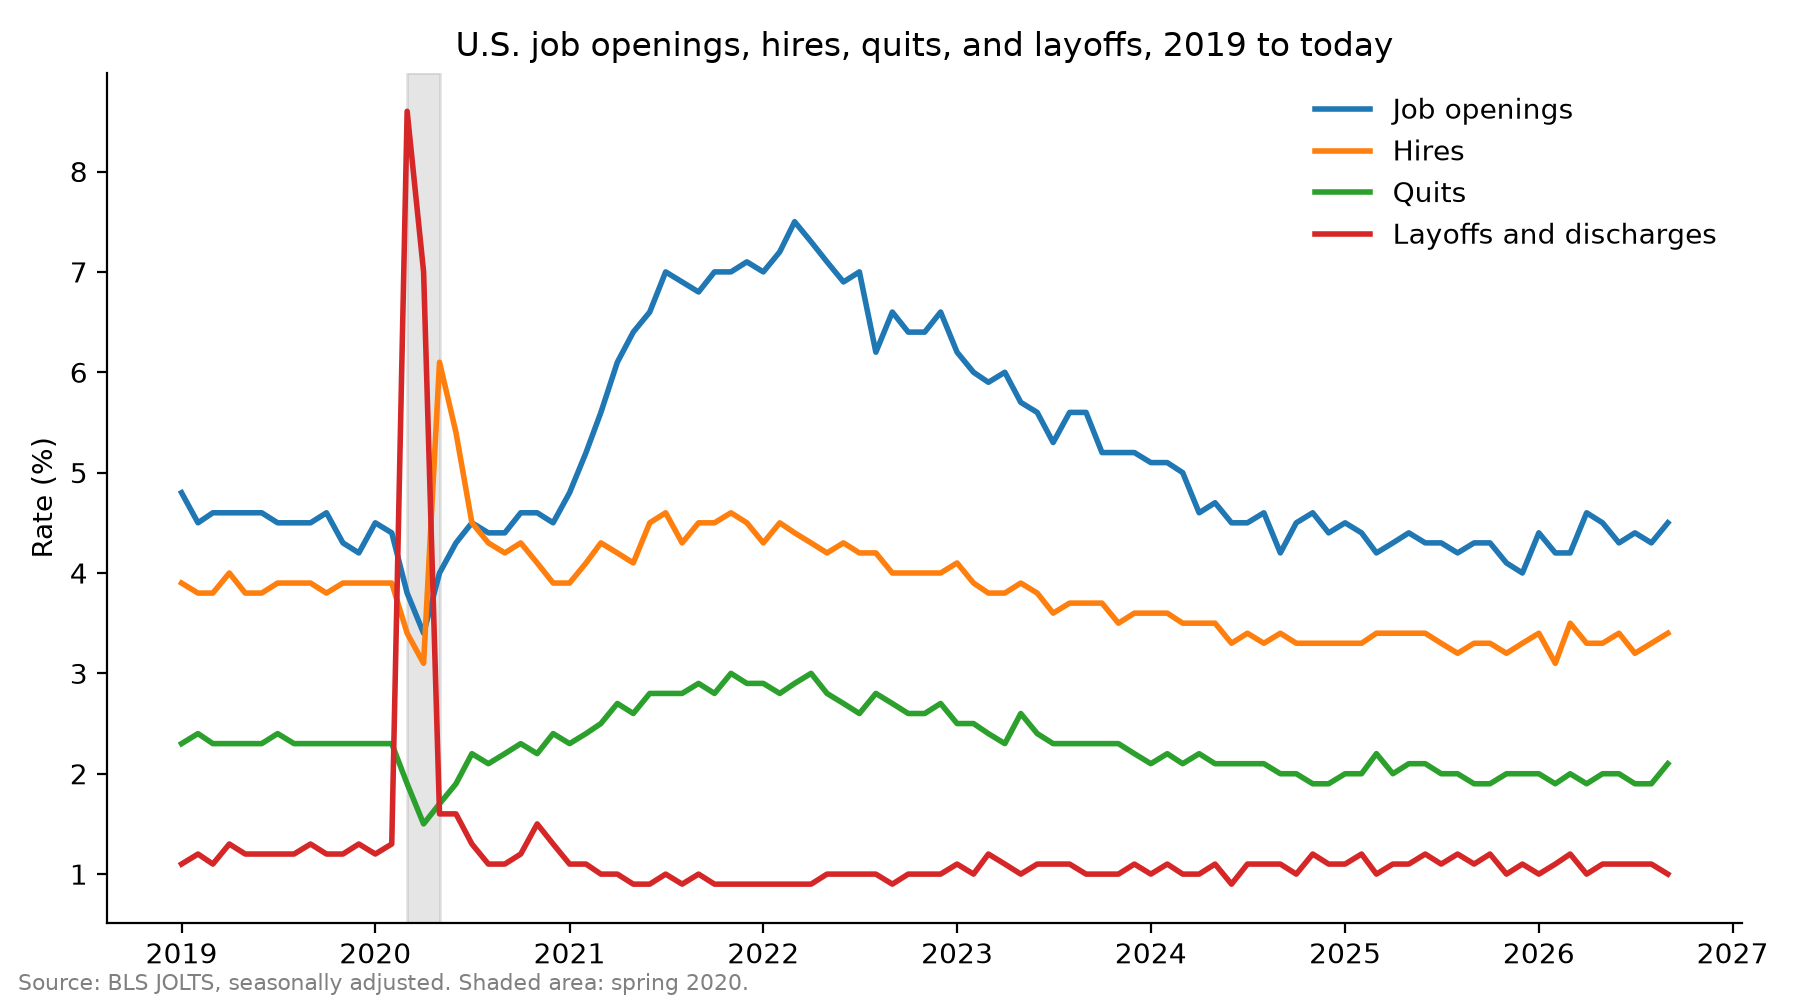 U.S. job openings, hires, quits, and layoffs, 2019 to today
Job openings
Hires
Quits
Layoffs and discharges
Rate (%)
8
7
6
5
4
3
2
1
2019 2020 2021 2022 2023 2024 2025 2026 2027
Source: BLS JOLTS, seasonally adjusted. Shaded area: spring 2020.